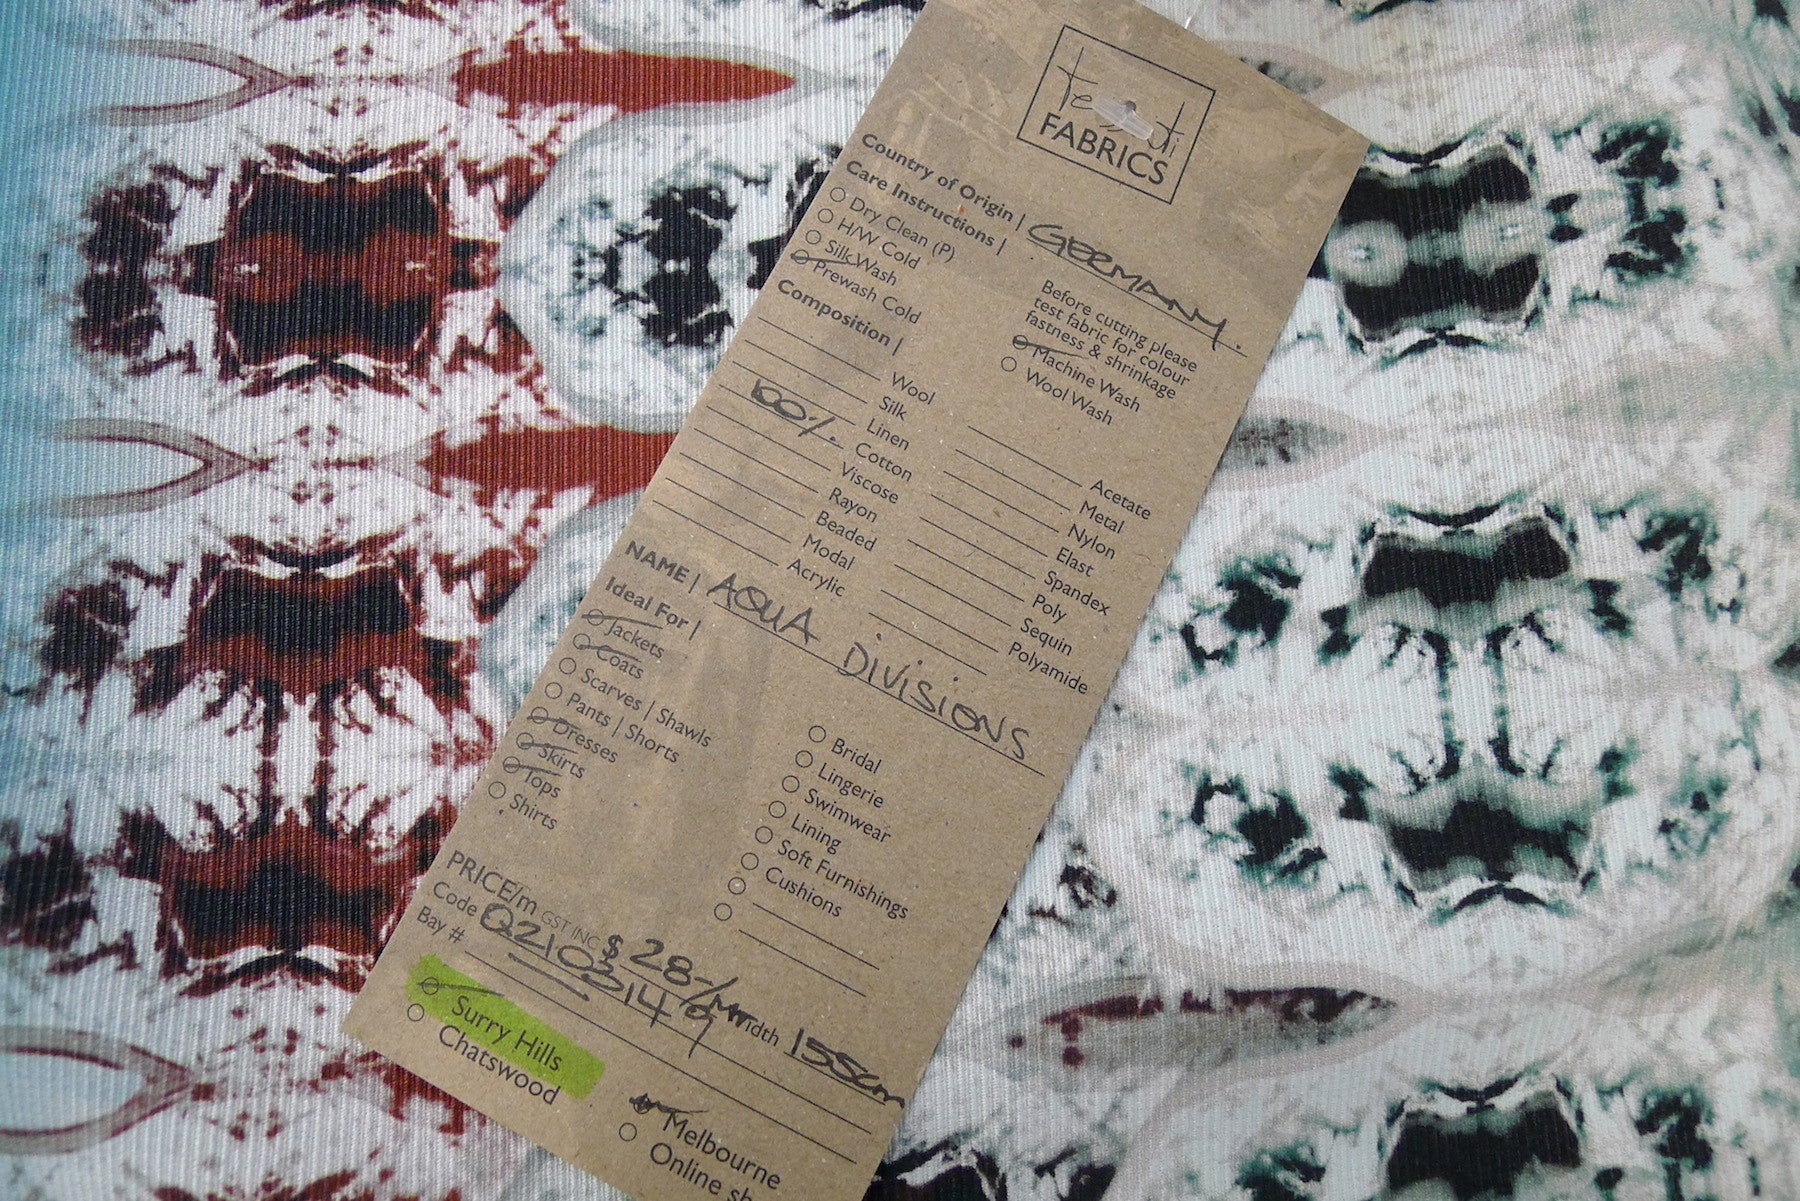 FABRICS
Country of Origin | GERMANY.
Care Instructions |
Dry Clean (P)
H/W Cold
Silk Wash
Prewash Cold
Before cutting please
test fabric for colour
fastness & shrinkage
Machine Wash
Wool Wash
Composition |
Wool
Silk
Linen
100%. Cotton
Viscose
Rayon
Beaded
Modal
Acrylic
Acetate
Metal
Nylon
Elast
Spandex
Poly
Sequin
Polyamide
NAME | AQUA DIVISIONS
Ideal For |
Jackets
Coats
Scarves | Shawls
Pants | Shorts
Dresses
Skirts
Tops
Shirts
Bridal
Lingerie
Swimwear
Lining
Soft Furnishings
Cushions
PRICE/m GST INC $28-/m
Code Width 155cm
Bay #
Surry Hills
Chatswood
Melbourne
Online